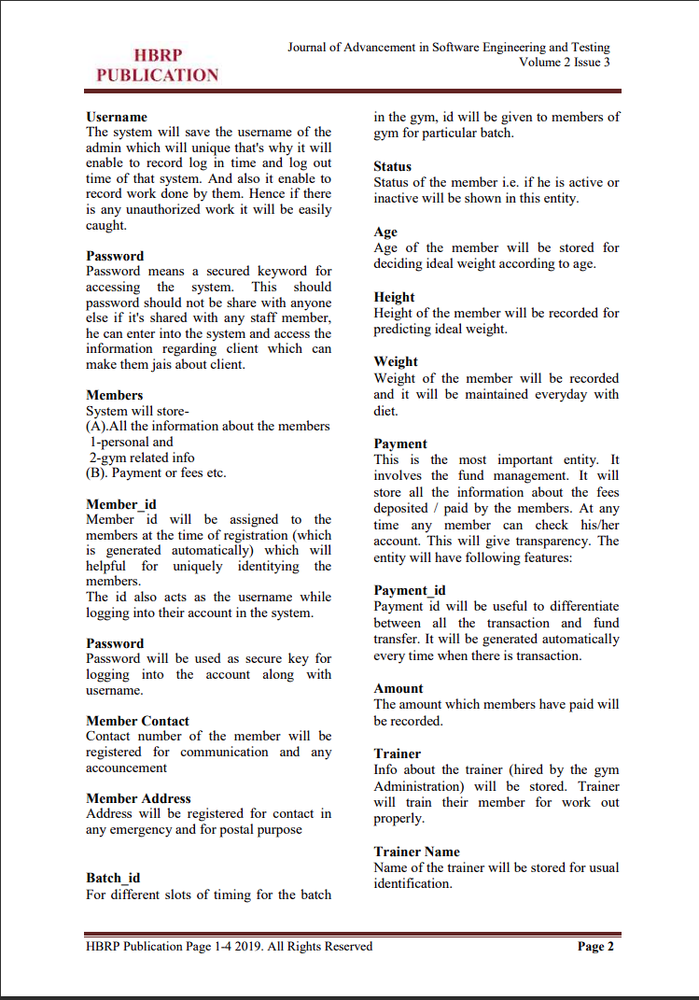 HBRP
PUBLICATION
Journal of Advancement in Software Engineering and Testing
Volume 2 Issue 3
Username
The system will save the username of the
admin which will unique that's why it will
enable to record log in time and log out
time of that system. And also it enable to
record work done by them. Hence if there
is any unauthorized work it will be easily
caught.
Password
Password means a secured keyword for
accessing the system. This should
password should not be share with anyone
else if it's shared with any staff member,
he can enter into the system and access the
information regarding client which can
make them jais about client.
Members
System will store-
(A).All the information about the members
1-personal and
2-gym related info
(B). Payment or fees etc.
Member_id
Member_id will be assigned to the
members at the time of registration (which
is generated automatically) which will
helpful for uniquely identitying the
members.
The id also acts as the username while
logging into their account in the system.
Password
Password will be used as secure key for
logging into the account along with
username.
Member Contact
Contact number of the member will be
registered for communication and any
accouncement
Member Address
Address will be registered for contact in
any emergency and for postal purpose
Batch_id
For different slots of timing for the batch
in the gym, id will be given to members of
gym for particular batch.
Status
Status of the member i.e. if he is active or
inactive will be shown in this entity.
Age
Age of the member will be stored for
deciding ideal weight according to age.
Height
Height of the member will be recorded for
predicting ideal weight.
Weight
Weight of the member will be recorded
and it will be maintained everyday with
diet.
Payment
This is the most important entity. It
involves the fund management. It will
store all the information about the fees
deposited / paid by the members. At any
time any member can check his/her
account. This will give transparency. The
entity will have following features:
Payment_id
Payment_id will be useful to differentiate
between all the transaction and fund
transfer. It will be generated automatically
every time when there is transaction.
Amount
The amount which members have paid will
be recorded.
Trainer
Info about the trainer (hired by the gym
Administration) will be stored. Trainer
will train their member for work out
properly.
Trainer Name
Name of the trainer will be stored for usual
identification.
HBRP Publication Page 1-4 2019. All Rights Reserved
Page 2